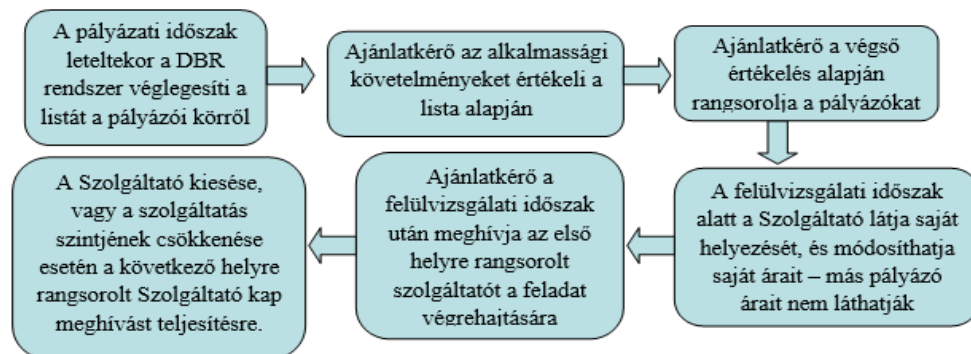 A pályázati időszak
leteltekor a DBR
rendszer véglegesíti a
listát a pályázói körről
Ajánlatkérő az alkalmassági
követelményeket értékeli a
lista alapján
Ajánlatkérő a végső
értékelés alapján
rangsorolja a pályázókat
A felülvizsgálati időszak
alatt a Szolgáltató látja saját
helyezését, és módosíthatja
saját árait – más pályázó
árait nem láthatják
Ajánlatkérő a
felülvizsgálati időszak
után meghívja az első
helyre rangsorolt
szolgáltatót a feladat
végrehajtására
A Szolgáltató kiesése,
vagy a szolgáltatás
szintjének csökkenése
esetén a következő helyre
rangsorolt Szolgáltató kap
meghívást teljesítésre.